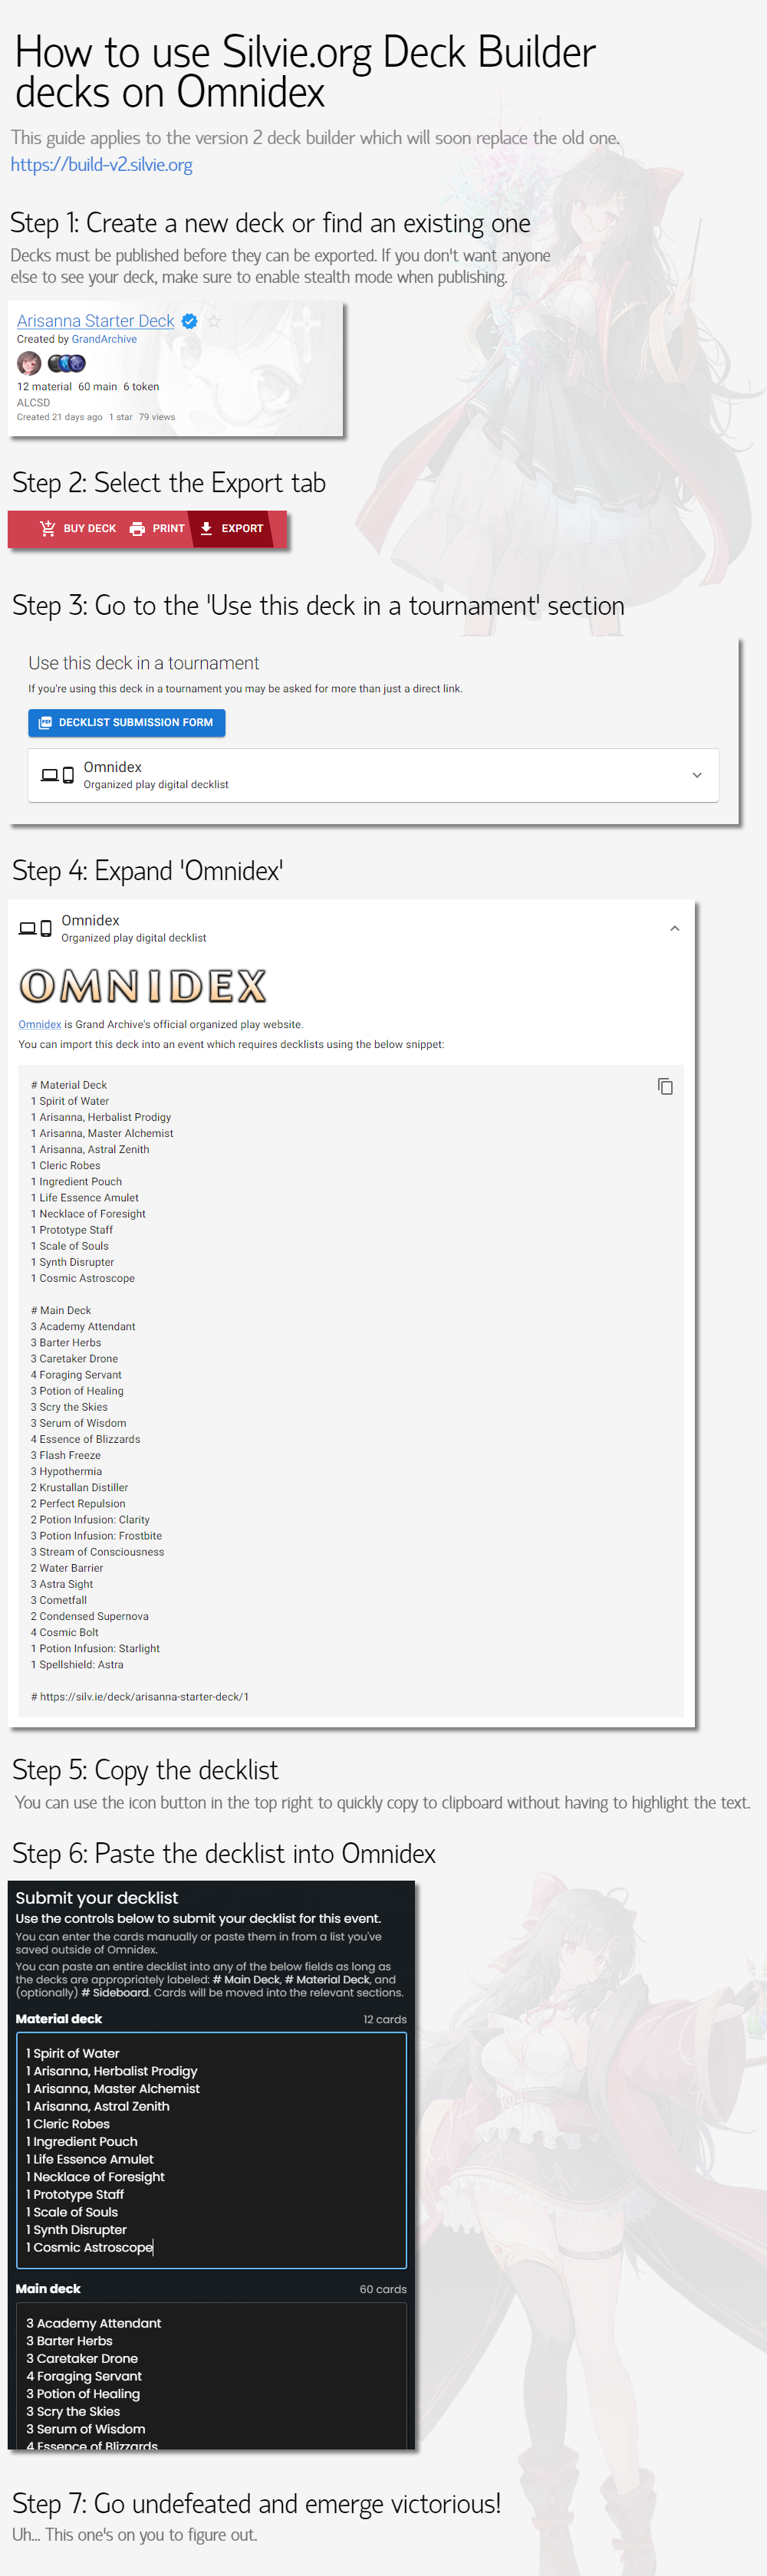 How to use Silvie.org Deck Builder
decks on Omnidex
This guide applies to the version 2 deck builder which will soon replace the old one.
https://build-v2.silvie.org
Step 1: Create a new deck or find an existing one
Decks must be published before they can be exported. If you don't want anyone
else to see your deck, make sure to enable stealth mode when publishing.
Arisanna Starter Deck
Created by GrandArchive
12 material 60 main 6 token
ALCSD
Created 21 days ago 1 star 79 views
Step 2: Select the Export tab
BUY DECK PRINT EXPORT
Step 3: Go to the 'Use this deck in a tournament' section
Use this deck in a tournament
If you're using this deck in a tournament you may be asked for more than just a direct link.
PDF DECKLIST SUBMISSION FORM
Omnidex
Organized play digital decklist
Step 4: Expand 'Omnidex'
Omnidex
Organized play digital decklist
OMNIDEX
Omnidex is Grand Archive's official organized play website.
You can import this deck into an event which requires decklists using the below snippet:
# Material Deck
1 Spirit of Water
1 Arisanna, Herbalist Prodigy
1 Arisanna, Master Alchemist
1 Arisanna, Astral Zenith
1 Cleric Robes
1 Ingredient Pouch
1 Life Essence Amulet
1 Necklace of Foresight
1 Prototype Staff
1 Scale of Souls
1 Synth Disrupter
1 Cosmic Astroscope
# Main Deck
3 Academy Attendant
3 Barter Herbs
3 Caretaker Drone
4 Foraging Servant
3 Potion of Healing
3 Scry the Skies
3 Serum of Wisdom
4 Essence of Blizzards
3 Flash Freeze
3 Hypothermia
2 Krustallan Distiller
2 Perfect Repulsion
2 Potion Infusion: Clarity
3 Potion Infusion: Frostbite
3 Stream of Consciousness
2 Water Barrier
3 Astra Sight
3 Cometfall
2 Condensed Supernova
4 Cosmic Bolt
1 Potion Infusion: Starlight
1 Spellshield: Astra
# https://silv.ie/deck/arisanna-starter-deck/1
Step 5: Copy the decklist
You can use the icon button in the top right to quickly copy to clipboard without having to highlight the text.
Step 6: Paste the decklist into Omnidex
Submit your decklist
Use the controls below to submit your decklist for this event.
You can enter the cards manually or paste them in from a list you've
saved outside of Omnidex.
You can paste an entire decklist into any of the below fields as long as
the decks are appropriately labeled: # Main Deck, # Material Deck, and
(optionally) # Sideboard. Cards will be moved into the relevant sections.
Material deck 12 cards
1 Spirit of Water
1 Arisanna, Herbalist Prodigy
1 Arisanna, Master Alchemist
1 Arisanna, Astral Zenith
1 Cleric Robes
1 Ingredient Pouch
1 Life Essence Amulet
1 Necklace of Foresight
1 Prototype Staff
1 Scale of Souls
1 Synth Disrupter
1 Cosmic Astroscope
Main deck 60 cards
3 Academy Attendant
3 Barter Herbs
3 Caretaker Drone
4 Foraging Servant
3 Potion of Healing
3 Scry the Skies
3 Serum of Wisdom
4 Essence of Blizzards
Step 7: Go undefeated and emerge victorious!
Uh... This one's on you to figure out.